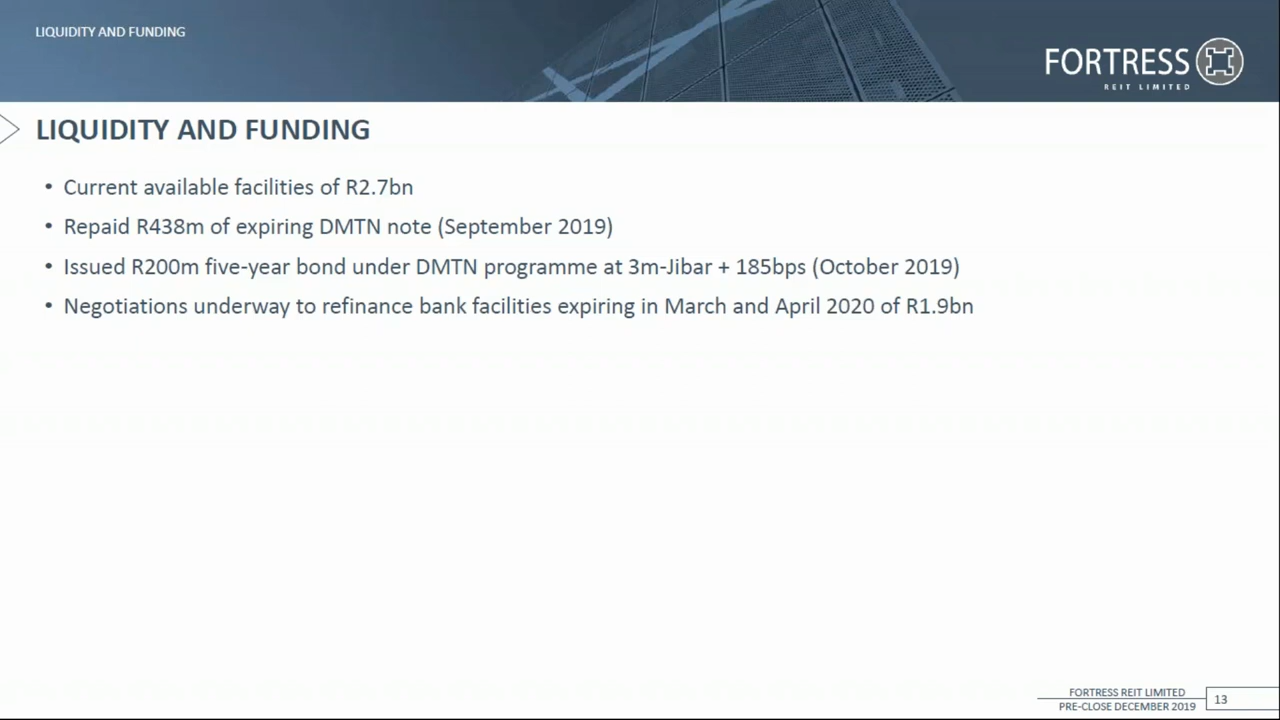 LIQUIDITY AND FUNDING
FORTRESS
REIT LIMITED
LIQUIDITY AND FUNDING
• Current available facilities of R2.7bn
• Repaid R438m of expiring DMTN note (September 2019)
• Issued R200m five-year bond under DMTN programme at 3m-Jibar + 185bps (October 2019)
• Negotiations underway to refinance bank facilities expiring in March and April 2020 of R1.9bn
FORTRESS REIT LIMITED
PRE-CLOSE DECEMBER 2019
13